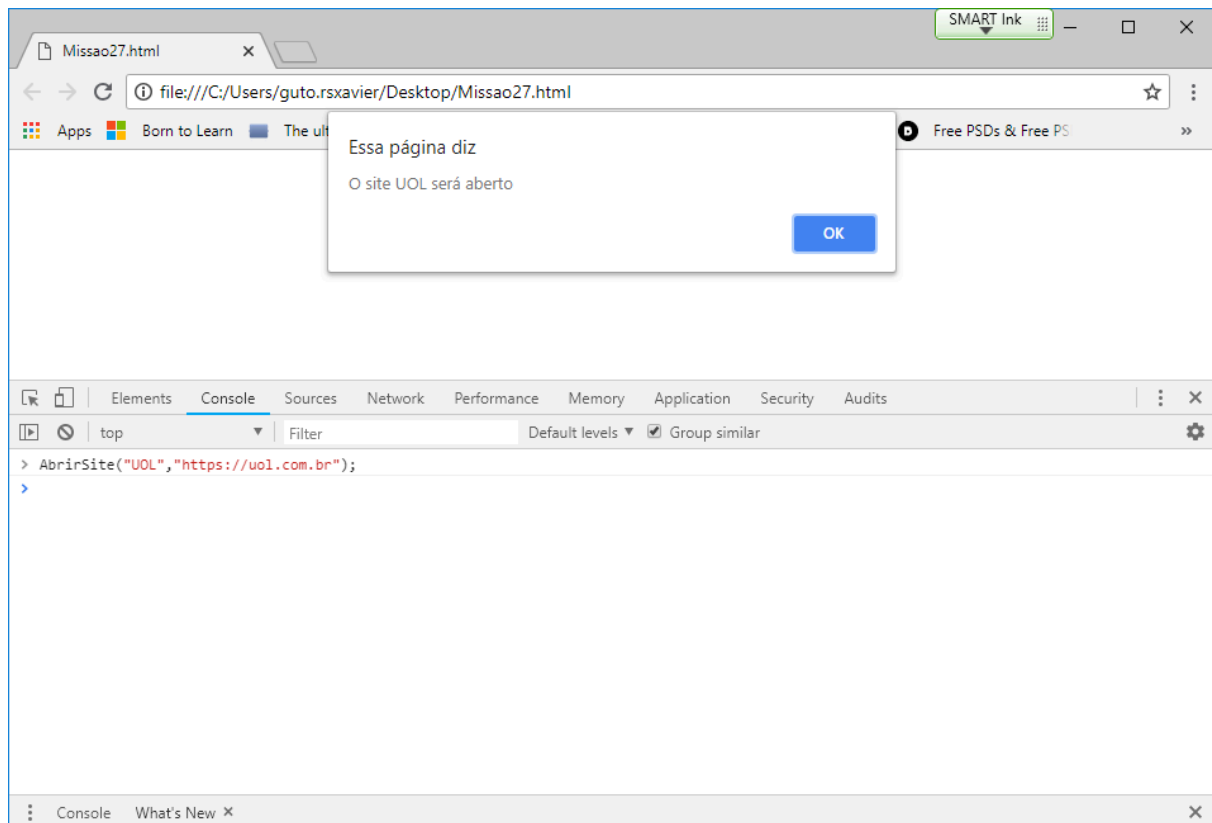 SMART Ink
Missao27.html
file:///C:/Users/guto.rsxavier/Desktop/Missao27.html
Apps Born to Learn The ult Free PSDs & Free PS »
Essa página diz
O site UOL será aberto
OK
Elements Console Sources Network Performance Memory Application Security Audits
top Filter Default levels Group similar
> AbrirSite("UOL","https://uol.com.br");
>
Console What's New